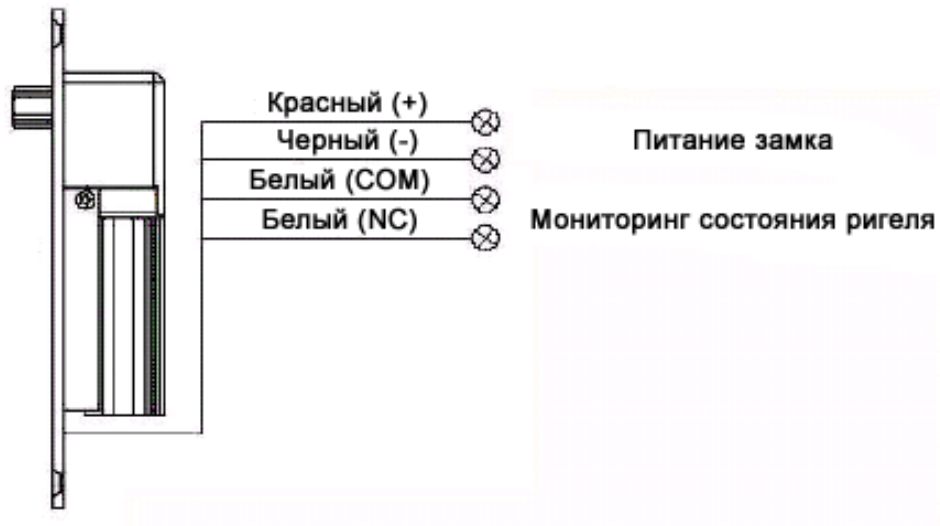 Красный (+)
Черный (-)
Питание замка
Белый (COM)
Белый (NC)
Мониторинг состояния ригеля